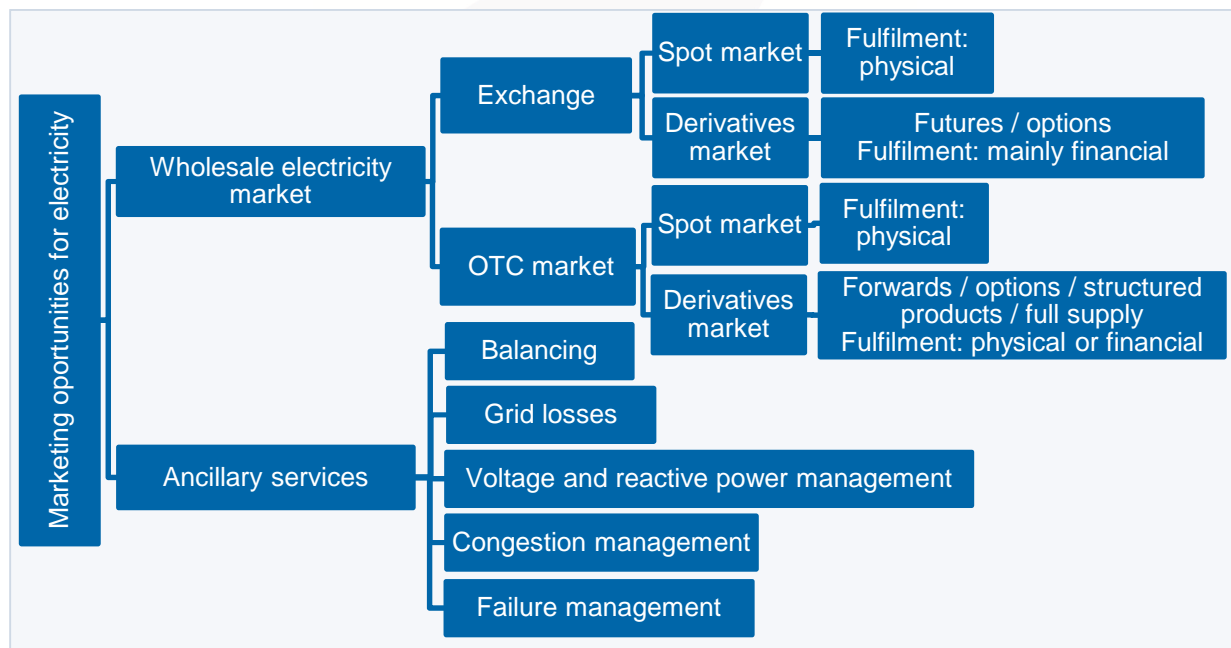 Marketing oportunities for electricity
Wholesale electricity
market
Exchange
Spot market
Fulfilment:
physical
Derivatives
market
Futures / options
Fulfilment: mainly financial
OTC market
Spot market
Fulfilment:
physical
Derivatives
market
Forwards / options / structured
products / full supply
Fulfilment: physical or financial
Ancillary services
Balancing
Grid losses
Voltage and reactive power management
Congestion management
Failure management